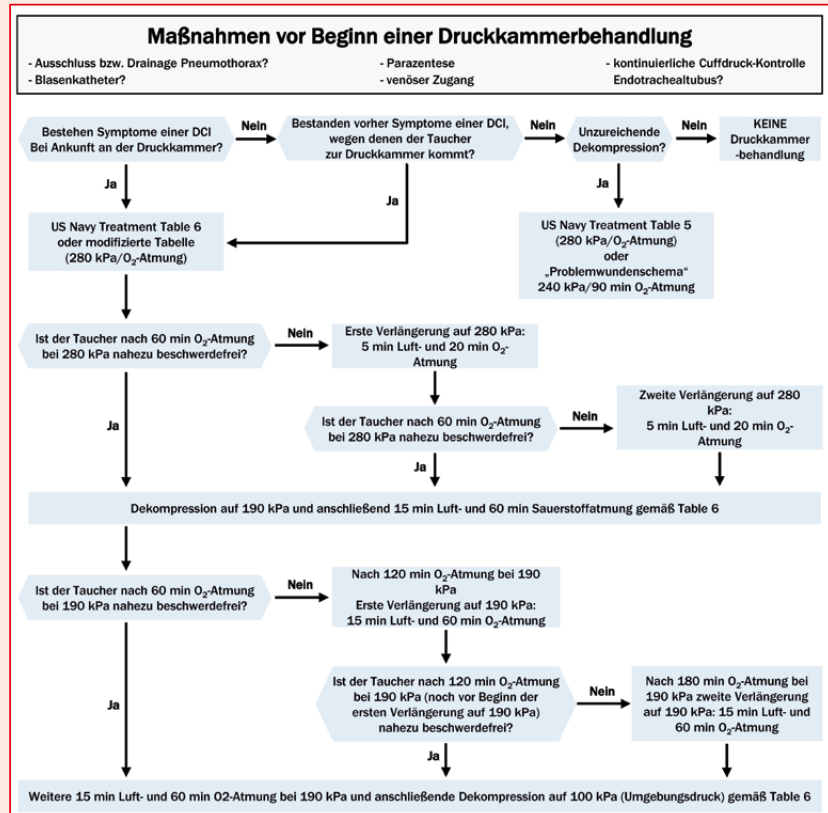 Maßnahmen vor Beginn einer Druckkammerbehandlung
- Ausschluss bzw. Drainage Pneumothorax?
- Blasenkatheter?
- Parazentese
- venöser Zugang
- kontinuierliche Cuffdruck-Kontrolle
Endotrachealtubus?
Bestehen Symptome einer DCI
Bei Ankunft an der Druckkammer?
Nein
Bestanden vorher Symptome einer DCI,
wegen denen der Taucher
zur Druckkammer kommt?
Nein
Unzureichende
Dekompression?
Nein
KEINE
Druckkammer
-behandlung
Ja
Ja
Ja
US Navy Treatment Table 6
oder modifizierte Tabelle
(280 kPa/O₂-Atmung)
US Navy Treatment Table 5
(280 kPa/O₂-Atmung)
oder
„Problemwundenschema“
240 kPa/90 min O₂-Atmung
Ist der Taucher nach 60 min O₂-Atmung
bei 280 kPa nahezu beschwerdefrei?
Nein
Erste Verlängerung auf 280 kPa:
5 min Luft- und 20 min O₂-
Atmung
Ja
Ist der Taucher nach 60 min O₂-Atmung
bei 280 kPa nahezu beschwerdefrei?
Nein
Zweite Verlängerung auf 280
kPa:
5 min Luft- und 20 min O₂-
Atmung
Ja
Dekompression auf 190 kPa und anschließend 15 min Luft- und 60 min Sauerstoffatmung gemäß Table 6
Ist der Taucher nach 60 min O₂-Atmung
bei 190 kPa nahezu beschwerdefrei?
Nein
Nach 120 min O₂-Atmung bei 190
kPa
Erste Verlängerung auf 190 kPa:
15 min Luft- und 60 min O₂-Atmung
Ja
Ist der Taucher nach 120 min O₂-Atmung
bei 190 kPa (noch vor Beginn der
ersten Verlängerung auf 190 kPa)
nahezu beschwerdefrei?
Nein
Nach 180 min O₂-Atmung bei
190 kPa zweite Verlängerung
auf 190 kPa: 15 min Luft- und
60 min O₂-Atmung
Ja
Weitere 15 min Luft- und 60 min O2-Atmung bei 190 kPa und anschließende Dekompression auf 100 kPa (Umgebungsdruck) gemäß Table 6